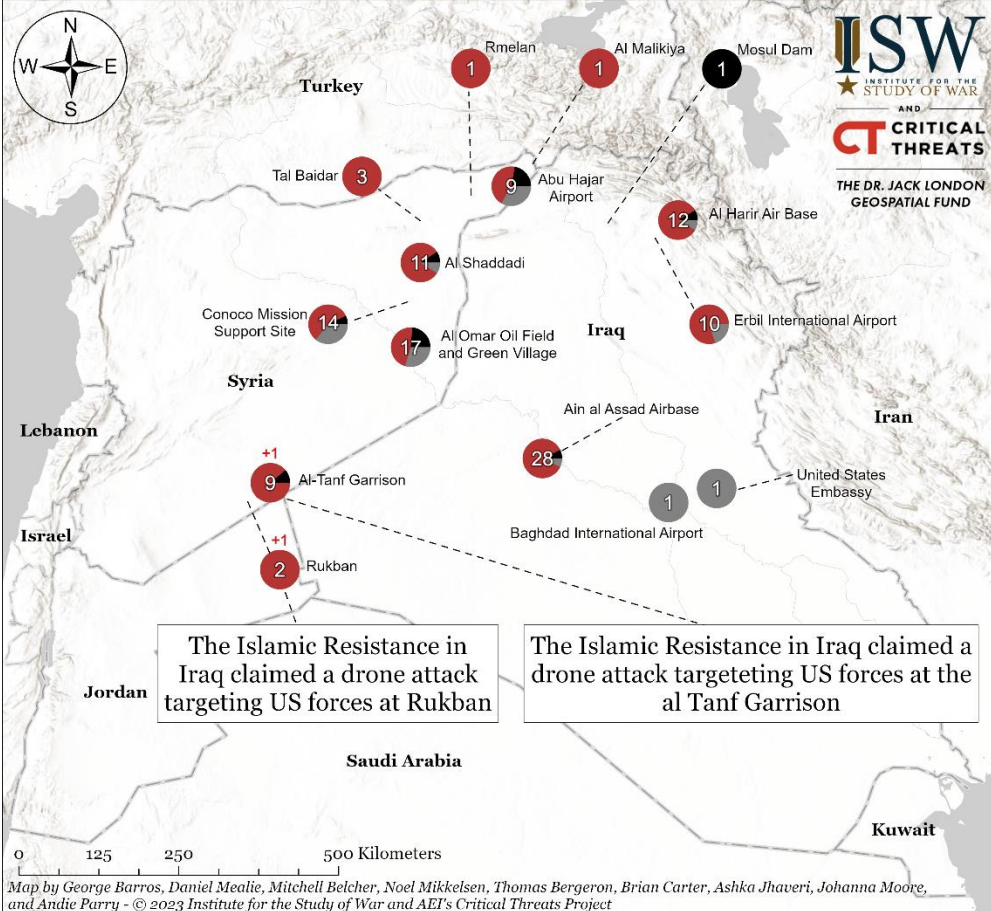 N
W
E
S
Turkey
Rmelan
1
Al Malikiya
1
Mosul Dam
1
ISW
INSTITUTE FOR THE
STUDY OF WAR
AND
CT CRITICAL
THREATS
THE DR. JACK LONDON
GEOSPATIAL FUND
Tal Baidar
3
9
Abu Hajar
Airport
12
Al Harir Air Base
11
Al Shaddadi
Conoco Mission
Support Site
14
17
Al Omar Oil Field
and Green Village
Iraq
10
Erbil International Airport
Syria
Lebanon
Ain al Assad Airbase
28
Iran
+1
9
Al-Tanf Garrison
1
1
United States
Embassy
Baghdad International Airport
Israel
+1
2
Rukban
The Islamic Resistance in
Iraq claimed a drone attack
targeting US forces at Rukban
The Islamic Resistance in Iraq claimed a
drone attack targeteting US forces at the
al Tanf Garrison
Jordan
Saudi Arabia
Kuwait
0 125 250 500 Kilometers
Map by George Barros, Daniel Mealie, Mitchell Belcher, Noel Mikkelsen, Thomas Bergeron, Brian Carter, Ashka Jhaveri, Johanna Moore,
and Andie Parry - © 2023 Institute for the Study of War and AEI's Critical Threats Project